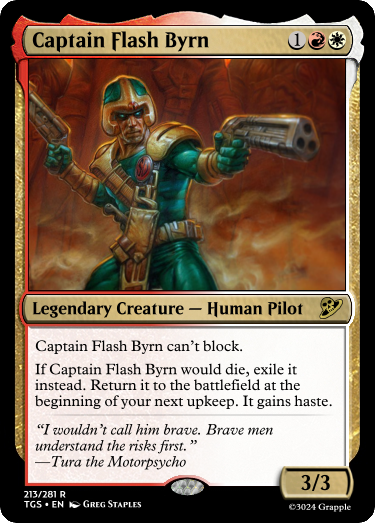 Captain Flash Byrn 1
Legendary Creature — Human Pilot
Captain Flash Byrn can't block.
If Captain Flash Byrn would die, exile it
instead. Return it to the battlefield at the
beginning of your next upkeep. It gains haste.
“I wouldn't call him brave. Brave men
understand the risks first.”
—Tura the Motorpsycho
3/3
213/281 R
TGS • EN Greg Staples
©3024 Grapple